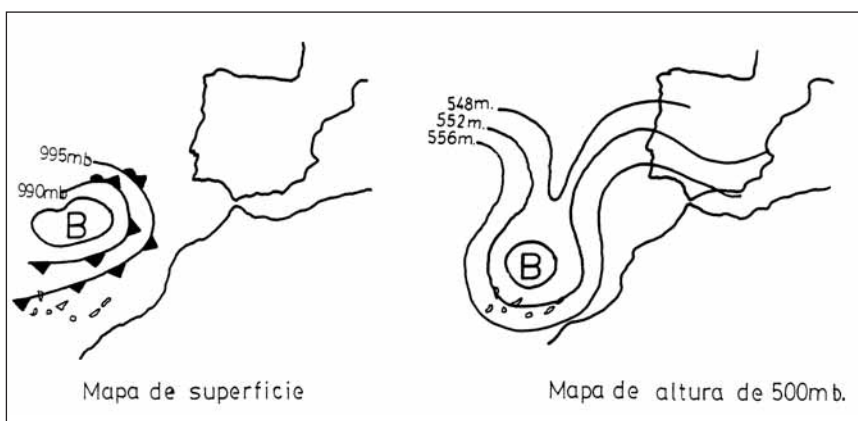 995mb
990mb
B
Mapa de superficie
548m.
552m.
556m.
B
Mapa de altura de 500mb.